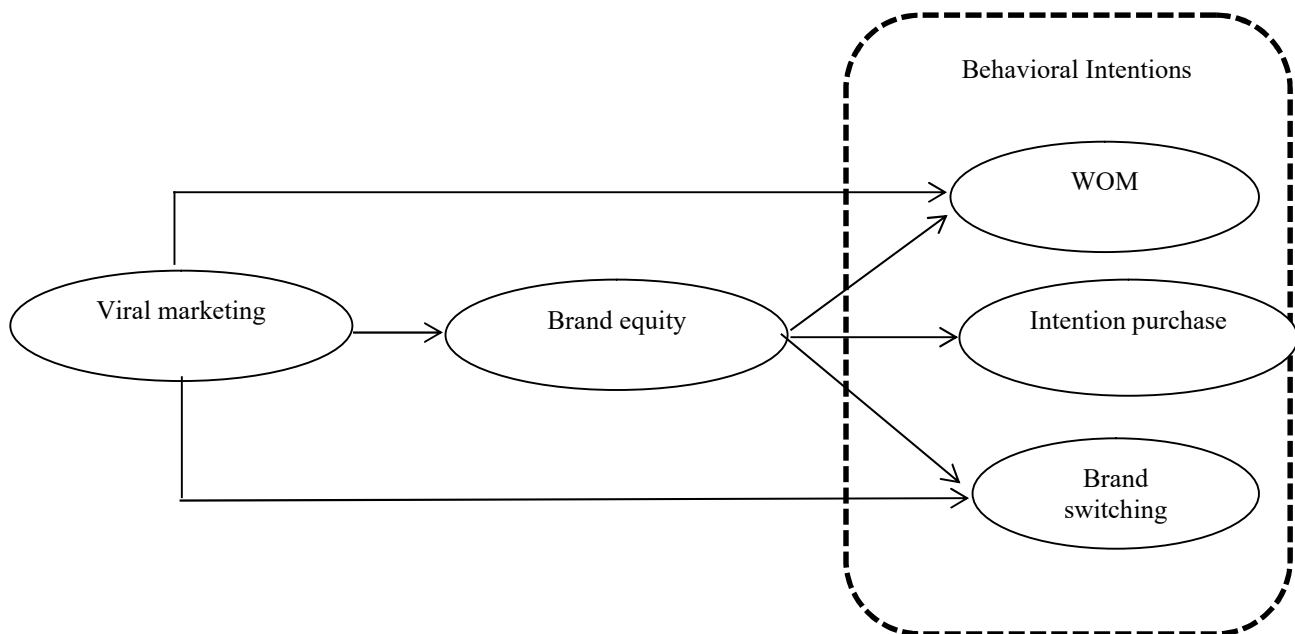 Behavioral Intentions
WOM
Viral marketing
Brand equity
Intention purchase
Brand
switching